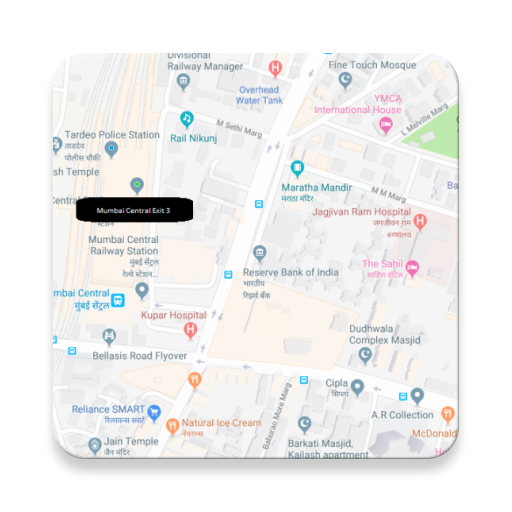 Divisional
Railway Manager
Fine Touch Mosque
Overhead
Water Tank
YMCA
International House
L Melville Marg
M Sethi Marg
Rail Nikunj
Tardeo Police Station
ताडदेव
पोलीस चौकी
sh Temple
Maratha Mandir
मराठा मंदिर
M M Marg
Ba
Central
Mumbai Central Exit 3
स्टेशन
Jagjivan Ram Hospital
जगजीवन राम
रूग्णालय
Mumbai Central
Railway Station
मुंबई सेंट्रल
रेल्वे स्टेशन...
The Sahil
साहिल हॉटेल
Reserve Bank of India
भारतीय
रिझर्व बँक
mbai Central
मुंबई सेंट्रल
Kupar Hospital
Dudhwala
Complex Masjid
Bellasis Road Flyover
Cipla
सिप्ला
A.R Collection
Reliance SMART
रिलायन्स स्मार्ट
Natural Ice Cream
नॅचरल्स
Baburao More Marg
McDonald
Jain Temple
जैन मंदिर
Barkati Masjid,
Kailash apartment